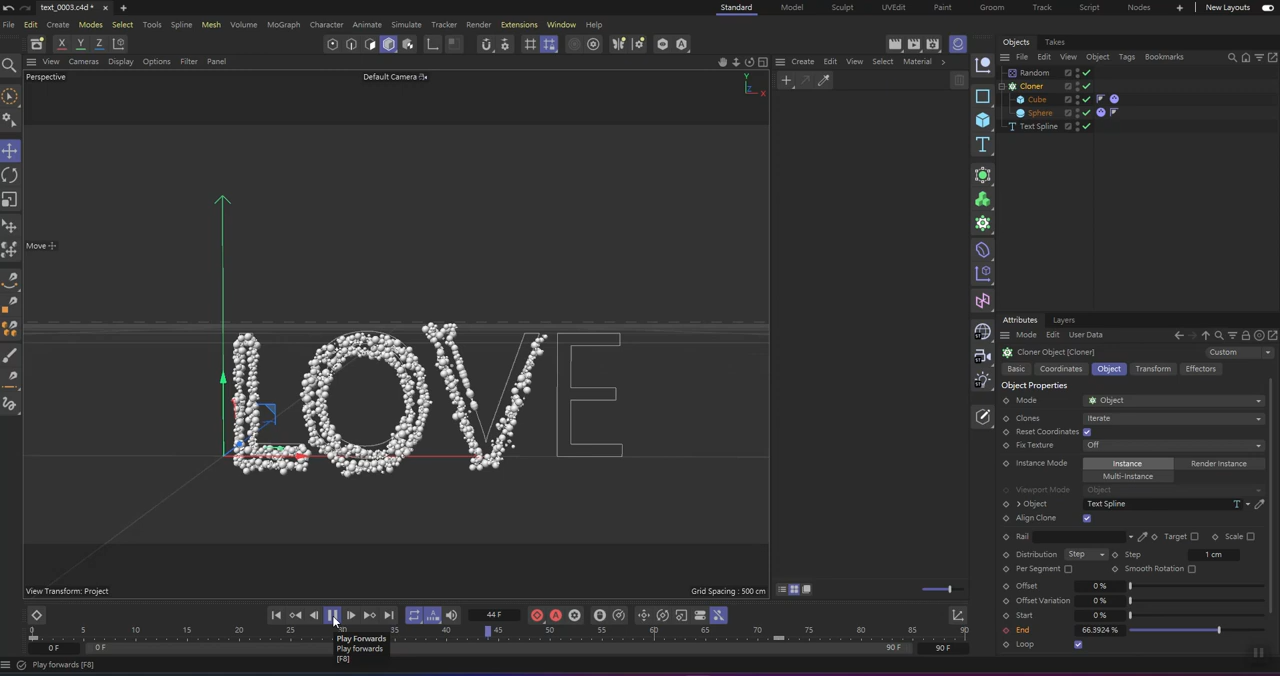 text_0003.c4d * ×
Standard Model Sculpt UVEdit Paint Groom Track Script Nodes New Layouts
File Edit Create Modes Select Tools Spline Mesh Volume MoGraph Character Animate Simulate Tracker Render Extensions Window Help
X Y Z
Objects Takes
View Cameras Display Options Filter Panel
Create Edit View Select Material
File Edit View Object Tags Bookmarks
Perspective
Default Camera
Y
Z X
Random
Cloner
Cube
Sphere
Text Spline
Move
LOVE
Attributes Layers
Mode Edit User Data
Cloner Object [Cloner] Custom
Basic Coordinates Object Transform Effectors
Object Properties
Mode Object
Clones Iterate
Reset Coordinates
Fix Texture Off
Instance Mode Instance Render Instance
Multi-Instance
Viewport Mode Object
Object Text Spline
Align Clone
Rail Target Scale
Distribution Step Step 1 cm
Per Segment Smooth Rotation
Offset 0 %
Offset Variation 0 %
Start 0 %
End 66.3924 %
Loop
View Transform: Project
Grid Spacing : 500 cm
44 F
0 5 10 15 20 25 30 35 40 45 50 55 60 65 70 75 80 85 90
0 F 0 F 90 F 90 F
Play Forwards
Play forwards
[F8]
Play forwards [F8]